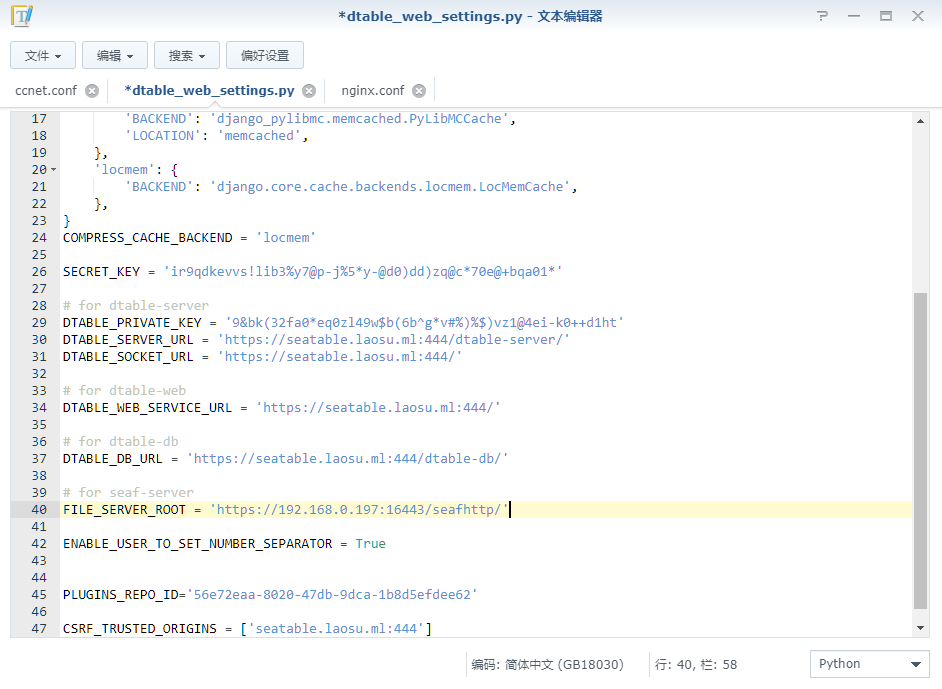 *dtable_web_settings.py - 文本编辑器
文件 编辑 搜索 偏好设置
ccnet.conf *dtable_web_settings.py nginx.conf
17 'BACKEND': 'django_pylibmc.memcached.PyLibMCCache',
18 'LOCATION': 'memcached',
19 },
20 'locmem': {
21 'BACKEND': 'django.core.cache.backends.locmem.LocMemCache',
22 },
23 }
24 COMPRESS_CACHE_BACKEND = 'locmem'
25
26 SECRET_KEY = 'ir9qdkevvs!lib3%y7@p-j%5*y-@d0)dd)zq@c*70e@+bqa01*'
27
28 # for dtable-server
29 DTABLE_PRIVATE_KEY = '9&bk(32fa0*eq0zl49w$b(6b^g*v#%)%$)vz1@4ei-k0++d1ht'
30 DTABLE_SERVER_URL = 'https://seatable.laosu.ml:444/dtable-server/'
31 DTABLE_SOCKET_URL = 'https://seatable.laosu.ml:444/'
32
33 # for dtable-web
34 DTABLE_WEB_SERVICE_URL = 'https://seatable.laosu.ml:444/'
35
36 # for dtable-db
37 DTABLE_DB_URL = 'https://seatable.laosu.ml:444/dtable-db/'
38
39 # for seaf-server
40 FILE_SERVER_ROOT = 'https://192.168.0.197:16443/seafhttp/'
41
42 ENABLE_USER_TO_SET_NUMBER_SEPARATOR = True
43
44
45 PLUGINS_REPO_ID='56e72eaa-8020-47db-9dca-1b8d5efdee62'
46
47 CSRF_TRUSTED_ORIGINS = ['seatable.laosu.ml:444']
编码: 简体中文 (GB18030) 行: 40, 栏: 58 Python